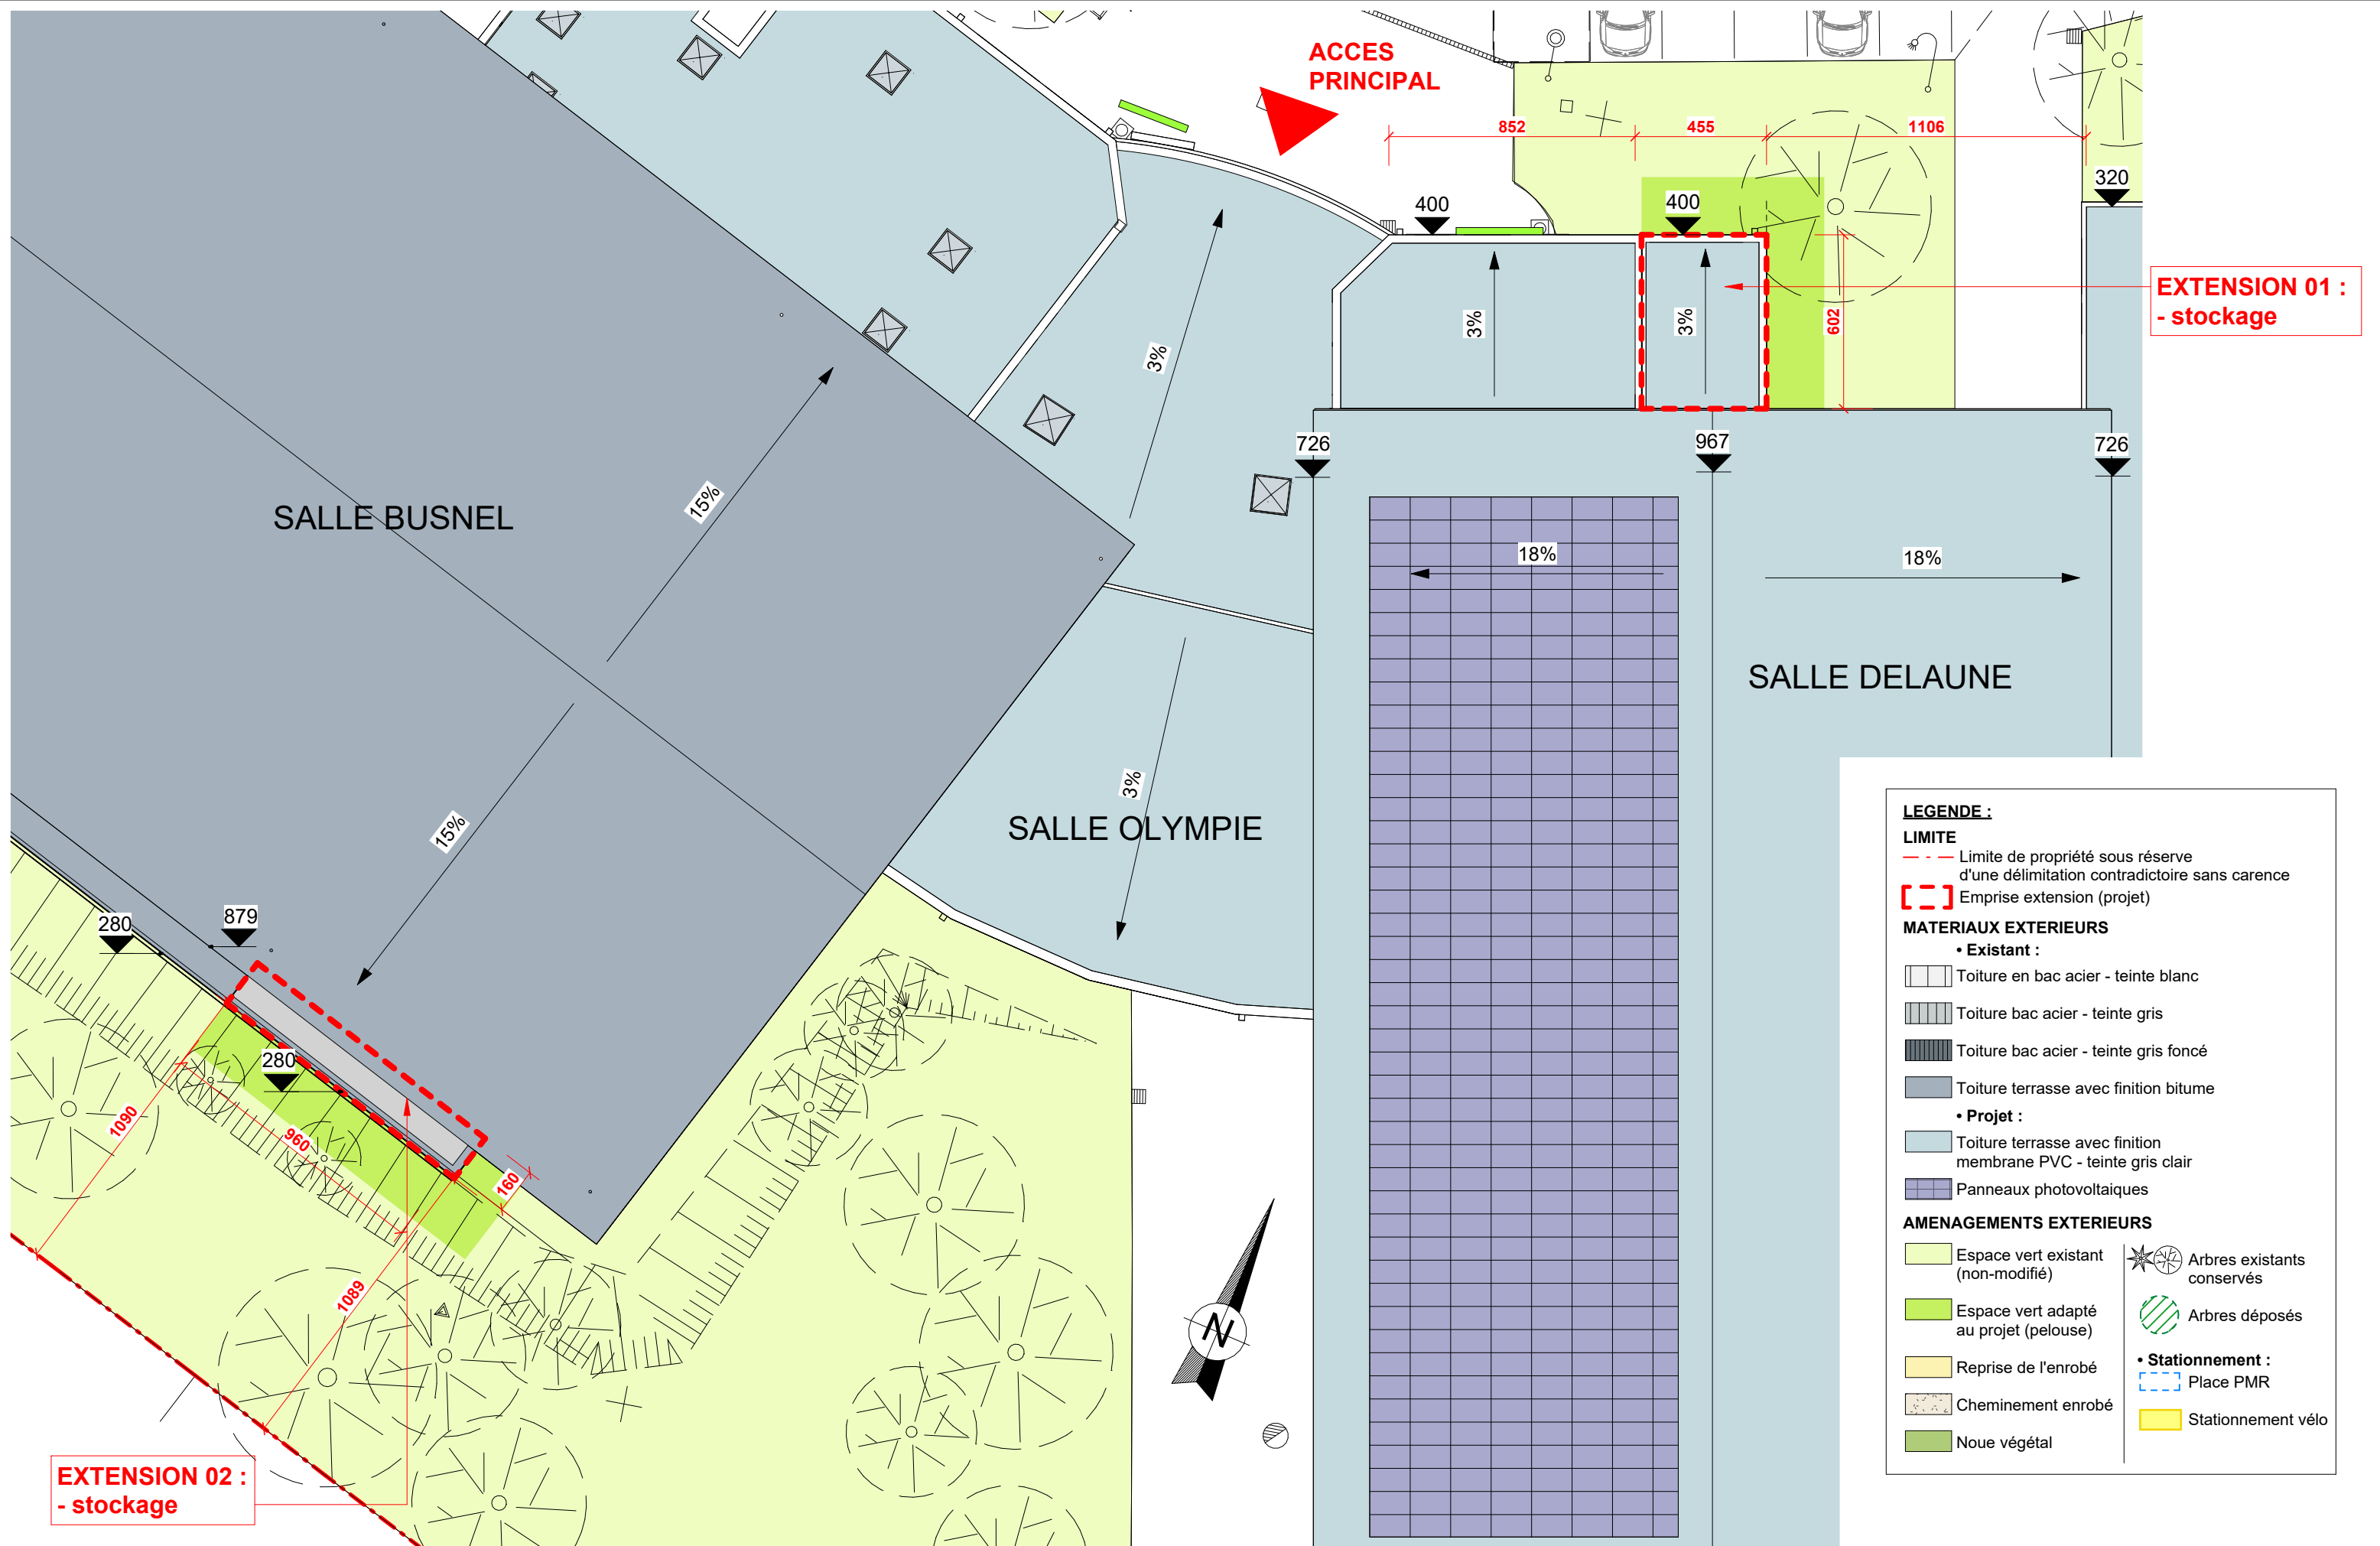 ACCES
PRINCIPAL
852
455
1106
320
400
400
EXTENSION 01 :
- stockage
3%
3%
3%
602
726
967
726
15%
SALLE BUSNEL
18%
18%
SALLE DELAUNE
3%
SALLE OLYMPIE
15%
280
879
280
1090
960
160
1089
N
EXTENSION 02 :
- stockage
LEGENDE :
LIMITE
Limite de propriété sous réserve
d'une délimitation contradictoire sans carence
Emprise extension (projet)
MATERIAUX EXTERIEURS
• Existant :
Toiture en bac acier - teinte blanc
Toiture bac acier - teinte gris
Toiture bac acier - teinte gris foncé
Toiture terrasse avec finition bitume
• Projet :
Toiture terrasse avec finition
membrane PVC - teinte gris clair
Panneaux photovoltaiques
AMENAGEMENTS EXTERIEURS
Espace vert existant
(non-modifié)
Espace vert adapté
au projet (pelouse)
Reprise de l'enrobé
Cheminement enrobé
Noue végétal
Arbres existants
conservés
Arbres déposés
• Stationnement :
Place PMR
Stationnement vélo